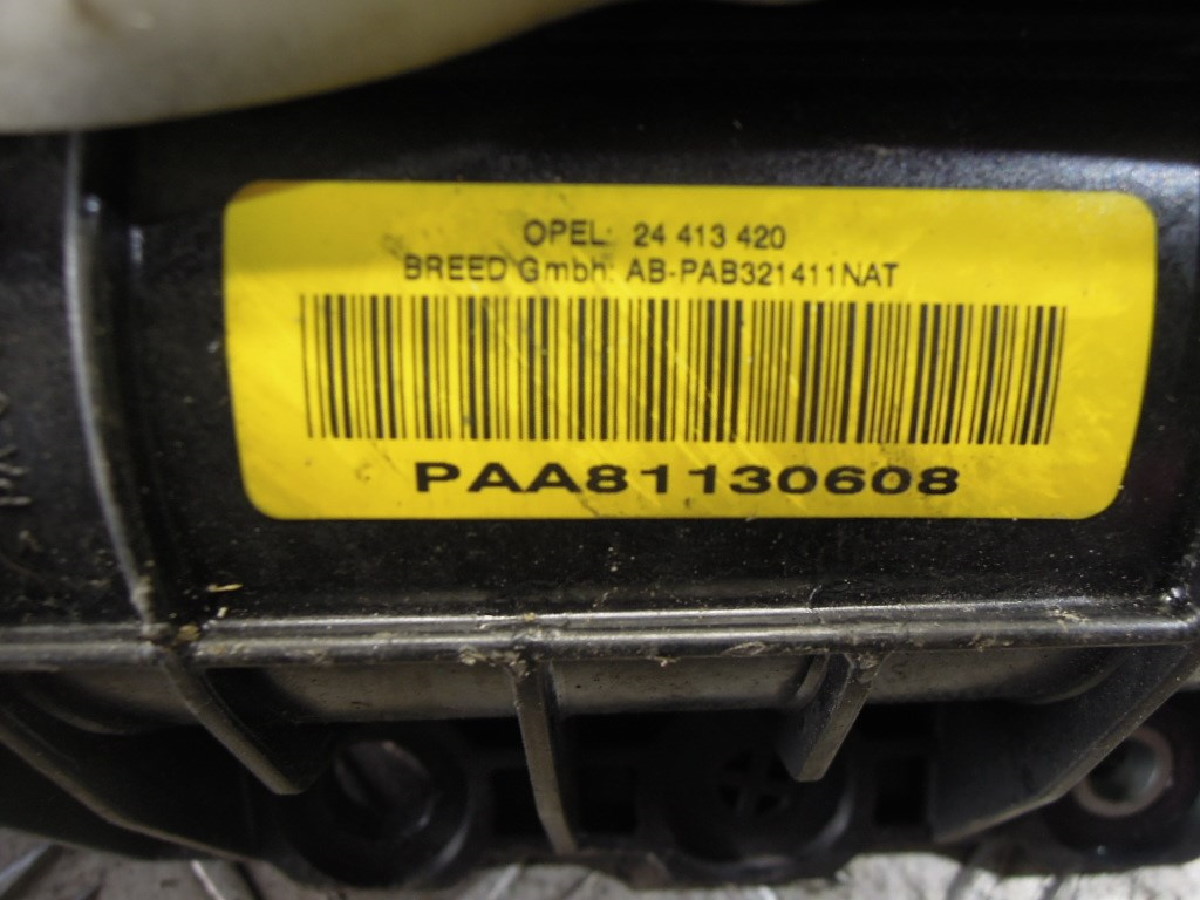 OPEL: 24 413 420
BREED Gmbh: AB-PAB321411NAT
PAA81130608